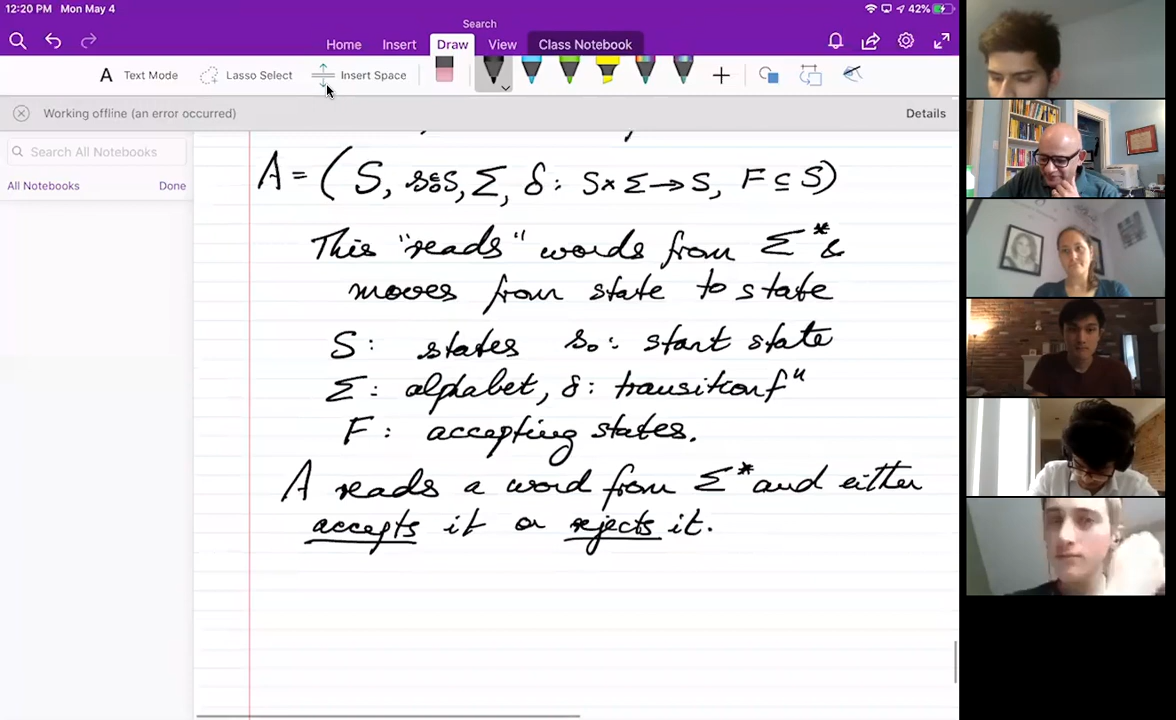 12:20 PM Mon May 4
42%
Search
Home Insert Draw View Class Notebook
Text Mode Lasso Select Insert Space
Working offline (an error occurred) Details
Search All Notebooks
All Notebooks Done
A = ( S, s₀∈S, Σ, δ : S×Σ→S, F ⊆ S)
This "reads" words from Σ* &
moves from state to state
S : states s₀ : start state
Σ : alphabet, δ : transition fⁿ
F : accepting states.
A reads a word from Σ* and either
accepts it or rejects it.